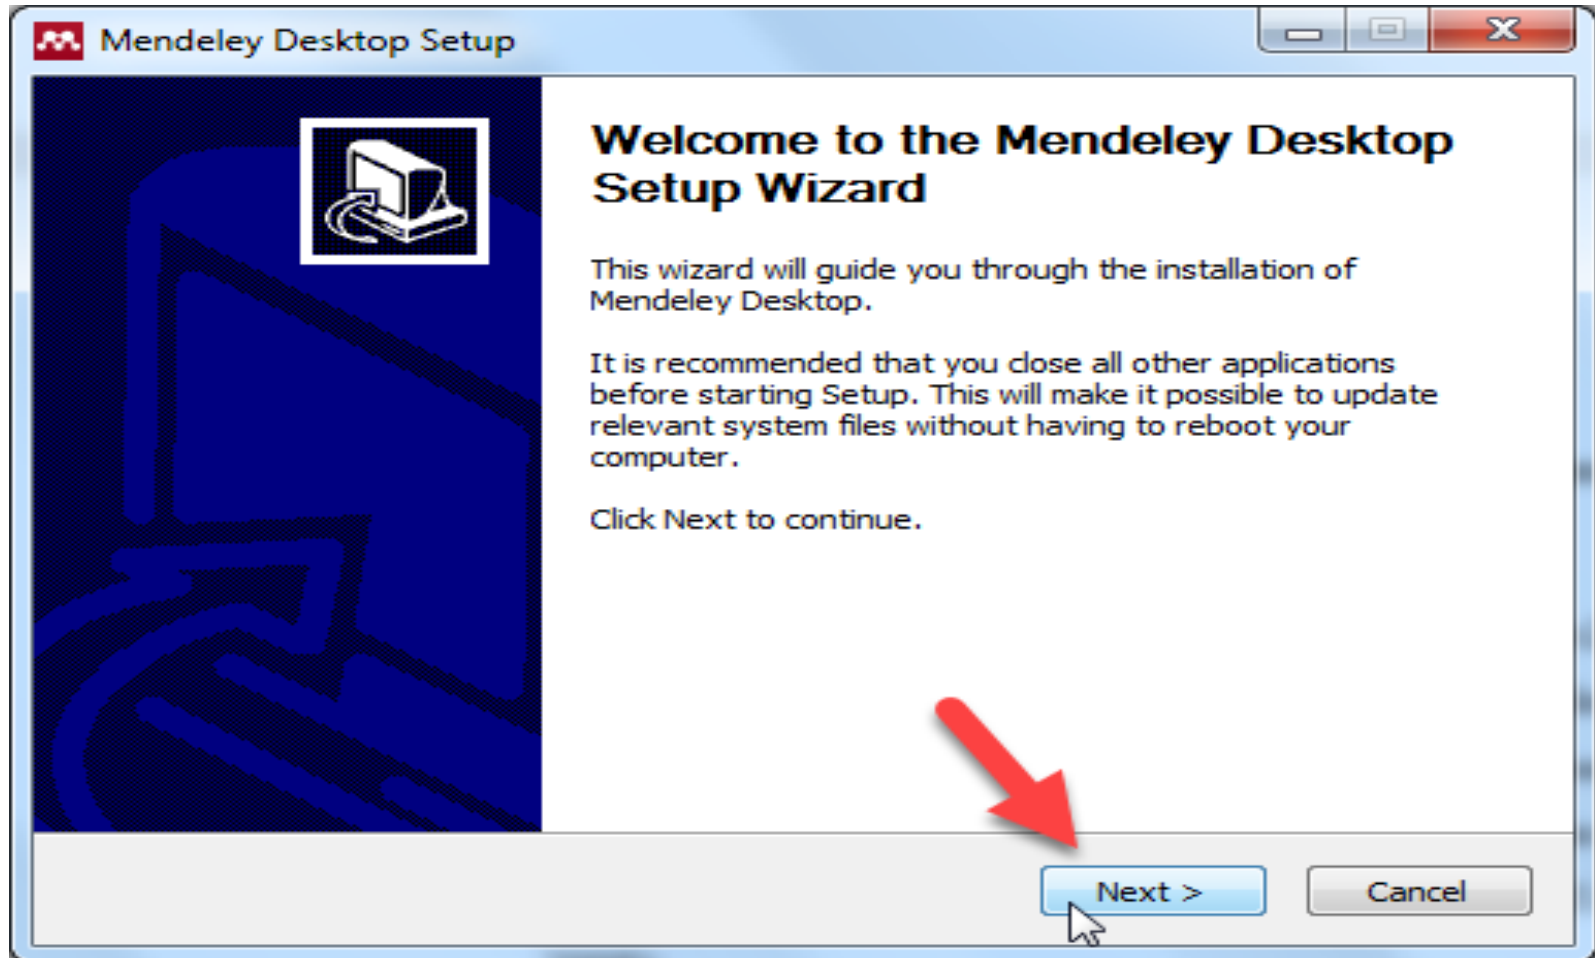 Mendeley Desktop Setup
Welcome to the Mendeley Desktop
Setup Wizard
This wizard will guide you through the installation of
Mendeley Desktop.
It is recommended that you close all other applications
before starting Setup. This will make it possible to update
relevant system files without having to reboot your
computer.
Click Next to continue.
Next >
Cancel